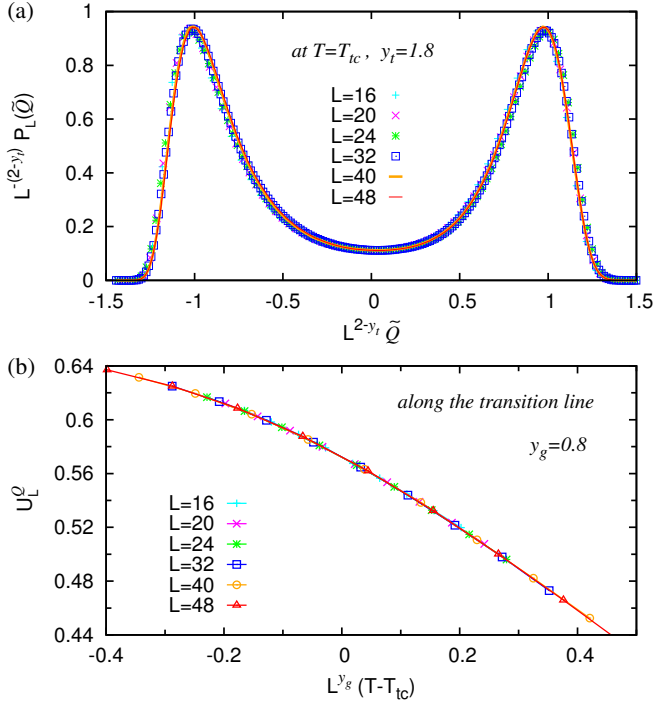 (a)
at T=T_tc , y_t=1.8
L=16
L=20
L=24
L=32
L=40
L=48
L^-(2-y_t) P_L(Q̃)
1
0.8
0.6
0.4
0.2
0
-1.5 -1 -0.5 0 0.5 1 1.5
L^2-y_t Q̃
(b)
along the transition line
y_g=0.8
L=16
L=20
L=24
L=32
L=40
L=48
U_L^Q
0.64
0.60
0.56
0.52
0.48
0.44
-0.4 -0.2 0 0.2 0.4
L^y_g (T-T_tc)